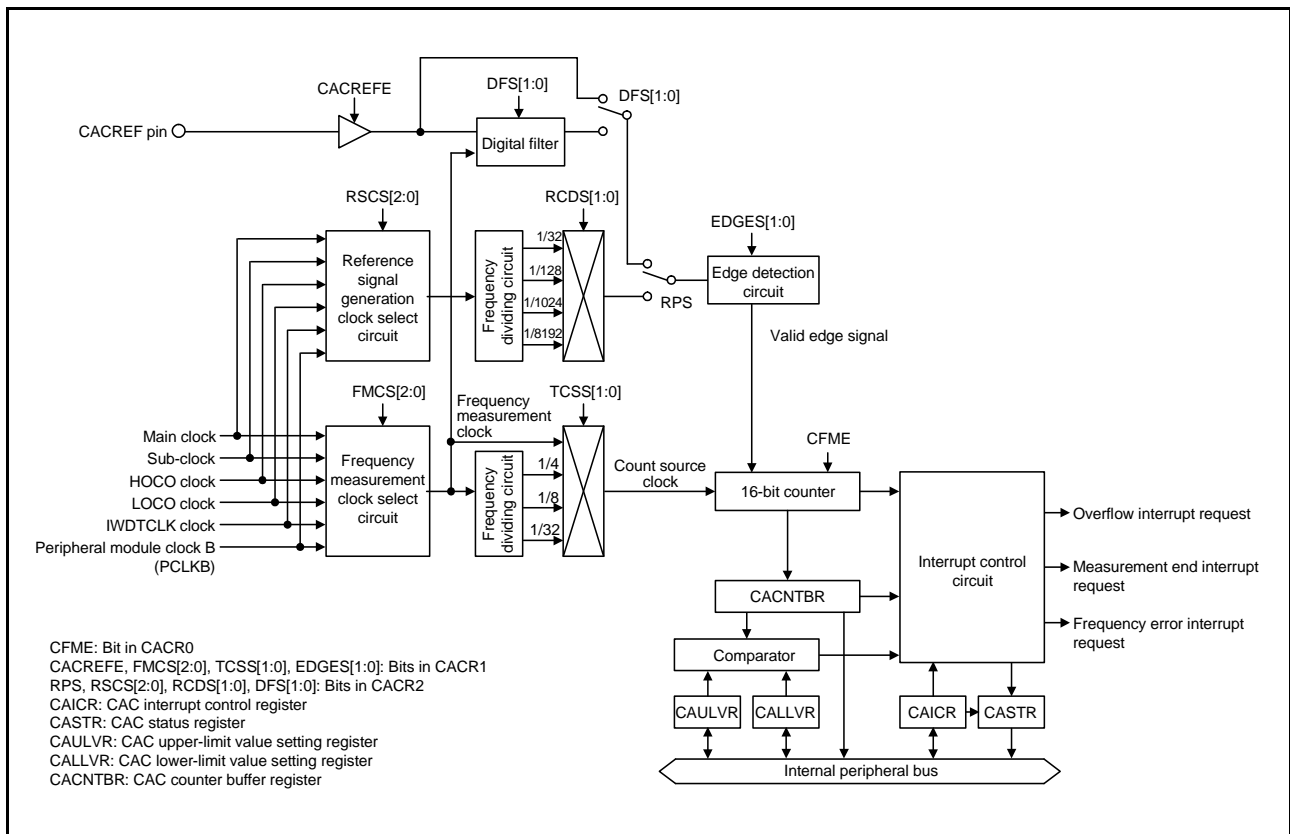 CACREFE
DFS[1:0]
DFS[1:0]
CACREF pin
Digital filter
RSCS[2:0]
RCDS[1:0]
EDGES[1:0]
Reference
signal
generation
clock select
circuit
Frequency
dividing circuit
1/32
1/128
1/1024
1/8192
RPS
Edge detection
circuit
Valid edge signal
FMCS[2:0]
Frequency
measurement
clock
TCSS[1:0]
Main clock
Sub-clock
HOCO clock
LOCO clock
IWDTCLK clock
Peripheral module clock B
(PCLKB)
Frequency
measurement
clock select
circuit
Frequency
dividing circuit
1/4
1/8
1/32
Count source
clock
CFME
16-bit counter
Interrupt control
circuit
Overflow interrupt request
Measurement end interrupt
request
Frequency error interrupt
request
CACNTBR
Comparator
CAULVR
CALLVR
CAICR
CASTR
Internal peripheral bus
CFME: Bit in CACR0
CACREFE, FMCS[2:0], TCSS[1:0], EDGES[1:0]: Bits in CACR1
RPS, RSCS[2:0], RCDS[1:0], DFS[1:0]: Bits in CACR2
CAICR: CAC interrupt control register
CASTR: CAC status register
CAULVR: CAC upper-limit value setting register
CALLVR: CAC lower-limit value setting register
CACNTBR: CAC counter buffer register